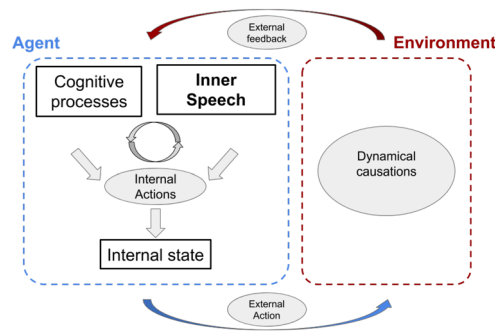 External
feedback
Agent
Environment
Cognitive
processes
Inner
Speech
Dynamical
causations
Internal
Actions
Internal state
External
Action